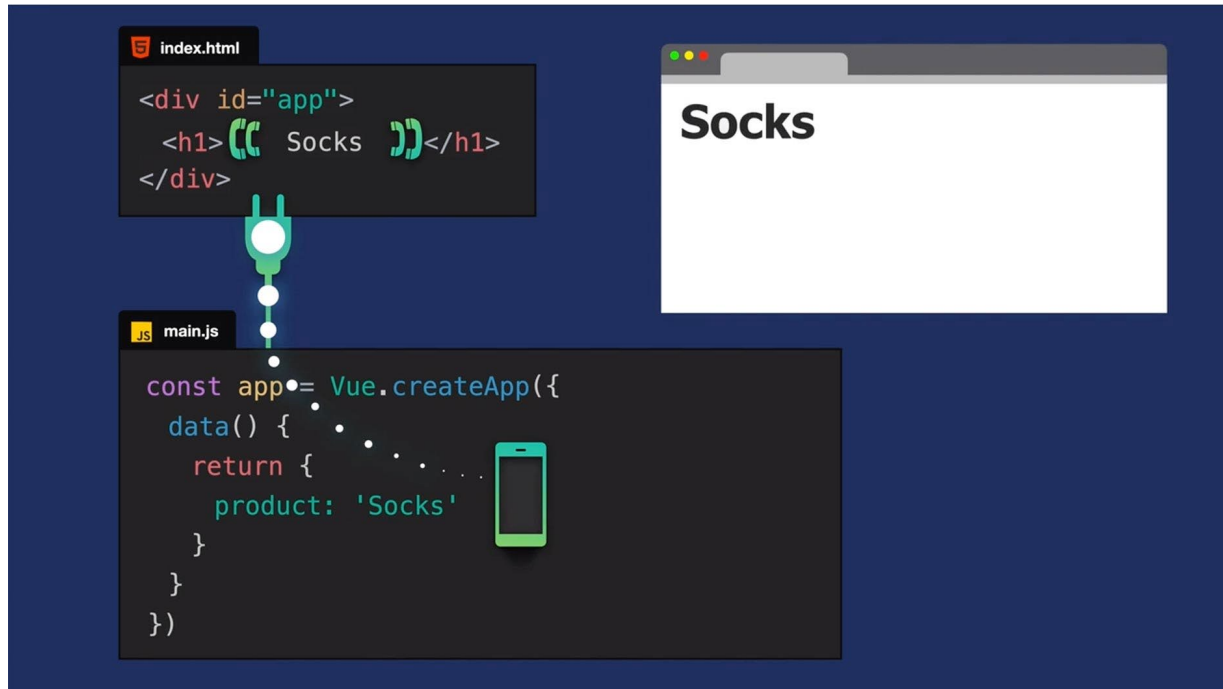 index.html
<div id="app">
<h1> Socks </h1>
</div>
Socks
JS main.js
const app = Vue.createApp({
data() {
return {
product: 'Socks'
}
}
})